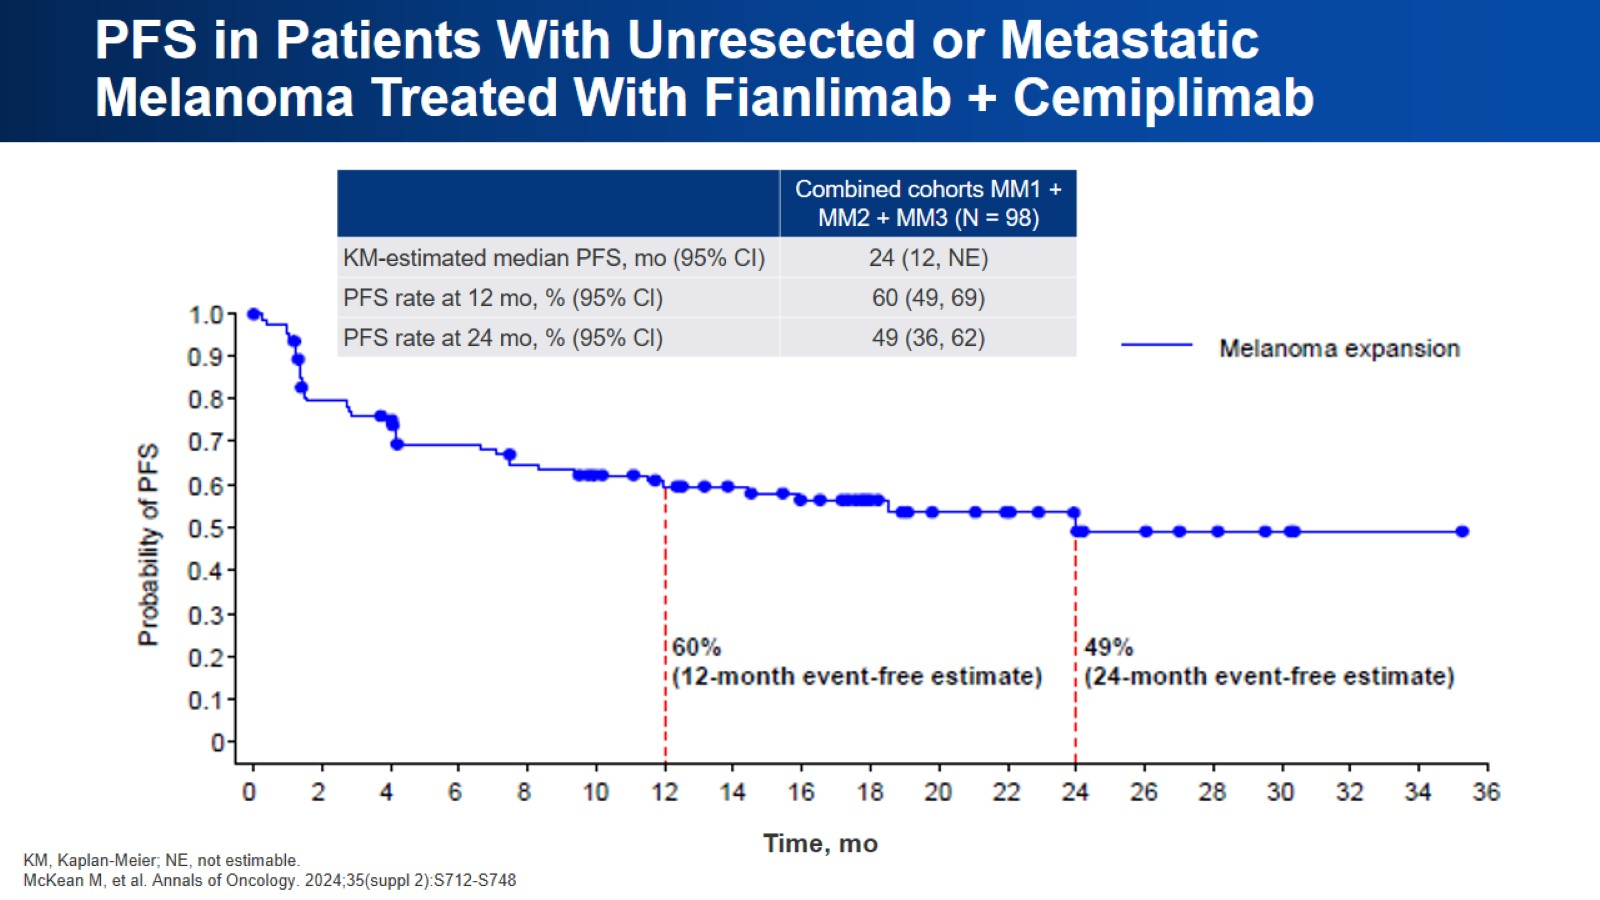 PFS in Patients With Unresected or Metastatic
Melanoma Treated With Fianlimab + Cemiplimab
Combined cohorts MM1 +
MM2 + MM3 (N = 98)
KM-estimated median PFS, mo (95% CI) 24 (12, NE)
PFS rate at 12 mo, % (95% CI) 60 (49, 69)
PFS rate at 24 mo, % (95% CI) 49 (36, 62)
Melanoma expansion
Probability of PFS
1.0
0.9
0.8
0.7
0.6
0.5
0.4
0.3
0.2
0.1
0
60%
(12-month event-free estimate)
49%
(24-month event-free estimate)
0 2 4 6 8 10 12 14 16 18 20 22 24 26 28 30 32 34 36
Time, mo
KM, Kaplan-Meier; NE, not estimable.
McKean M, et al. Annals of Oncology. 2024;35(suppl 2):S712-S748